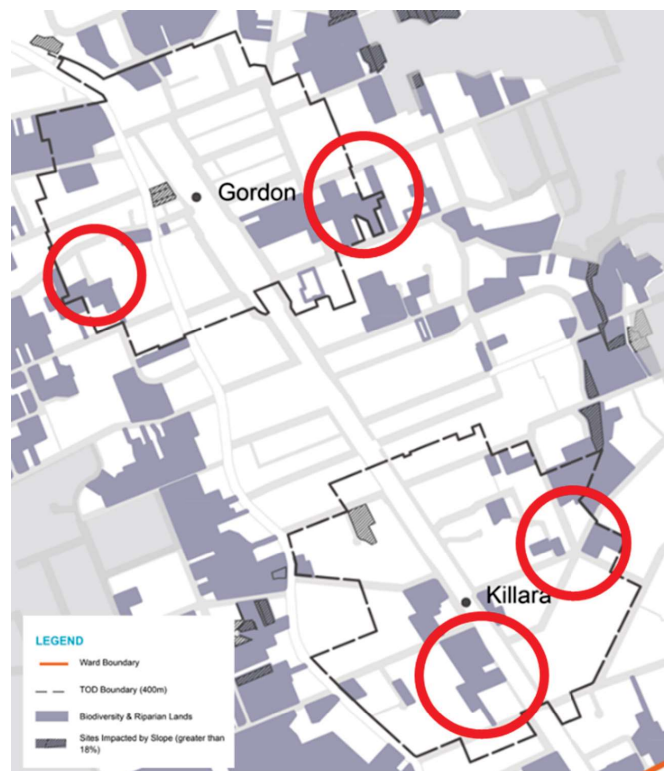 Gordon
Killara
LEGEND
Ward Boundary
TOD Boundary (400m)
Biodiversity & Riparian Lands
Sites Impacted by Slope (greater than
18%)